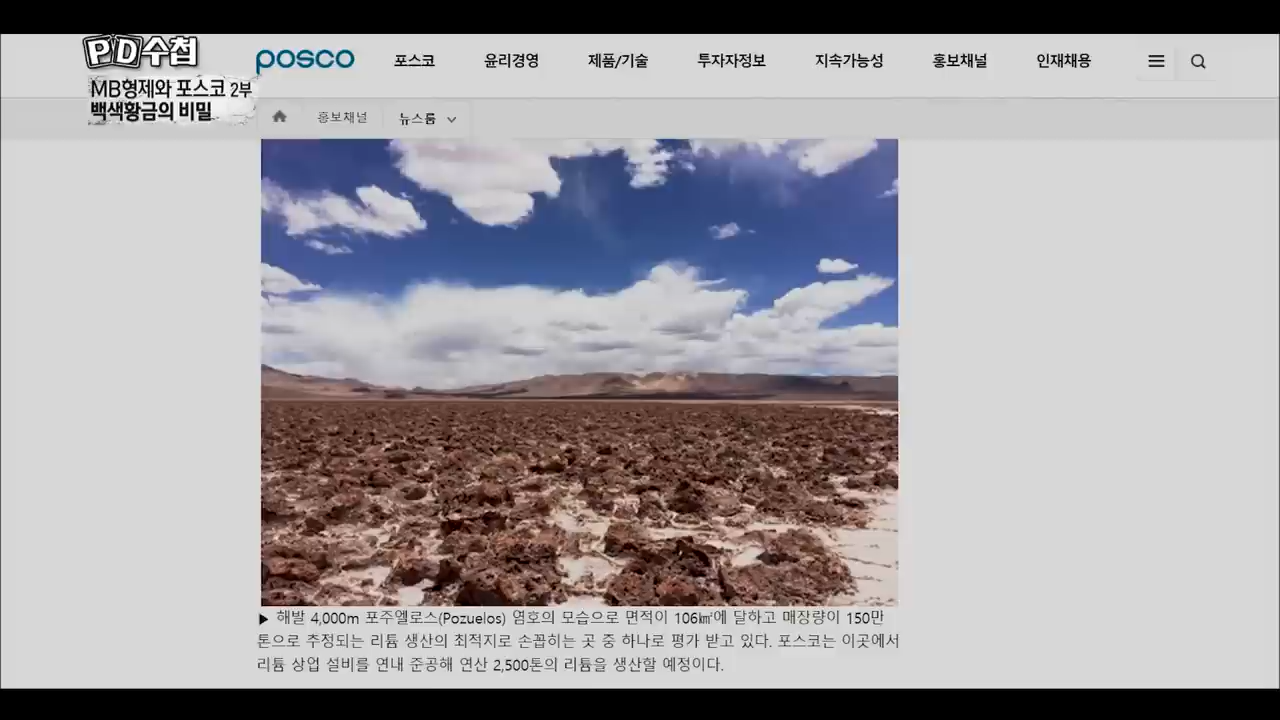 PD수첩
MB형제와 포스코 2부
백색황금의 비밀
posco
포스코 윤리경영 제품/기술 투자자정보 지속가능성 홍보채널 인재채용
홍보채널 뉴스룸
▶ 해발 4,000m 포주엘로스(Pozuelos) 염호의 모습으로 면적이 106㎢에 달하고 매장량이 150만
톤으로 추정되는 리튬 생산의 최적지로 손꼽히는 곳 중 하나로 평가 받고 있다. 포스코는 이곳에서
리튬 상업 설비를 연내 준공해 연산 2,500톤의 리튬을 생산할 예정이다.